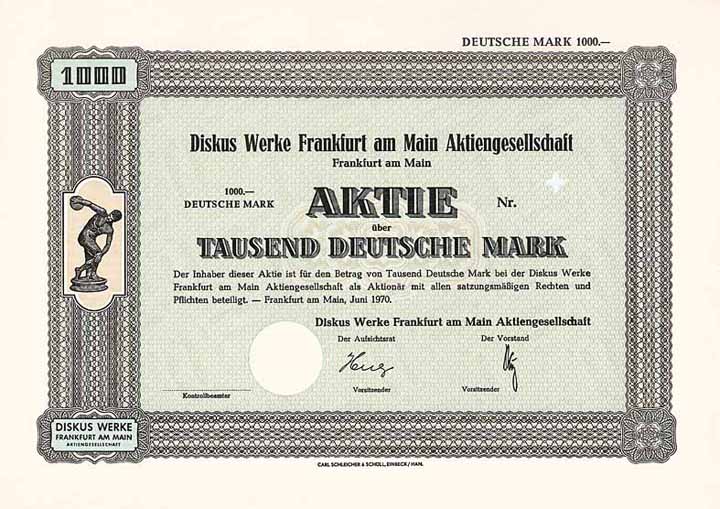 DEUTSCHE MARK 1000.—
1000
Diskus Werke Frankfurt am Main Aktiengesellschaft
Frankfurt am Main
1000.—
DEUTSCHE MARK
AKTIE
Nr.
über
TAUSEND DEUTSCHE MARK
Der Inhaber dieser Aktie ist für den Betrag von Tausend Deutsche Mark bei der Diskus Werke
Frankfurt am Main Aktiengesellschaft als Aktionär mit allen satzungsmäßigen Rechten und
Pflichten beteiligt. — Frankfurt am Main, Juni 1970.
Diskus Werke Frankfurt am Main Aktiengesellschaft
Der Aufsichtsrat
Der Vorstand
Vorsitzender
Vorsitzender
Kontrollbeamter
DISKUS WERKE
FRANKFURT AM MAIN
AKTIENGESELLSCHAFT
CARL SCHLEICHER & SCHÜLL, EINBECK/HAN.